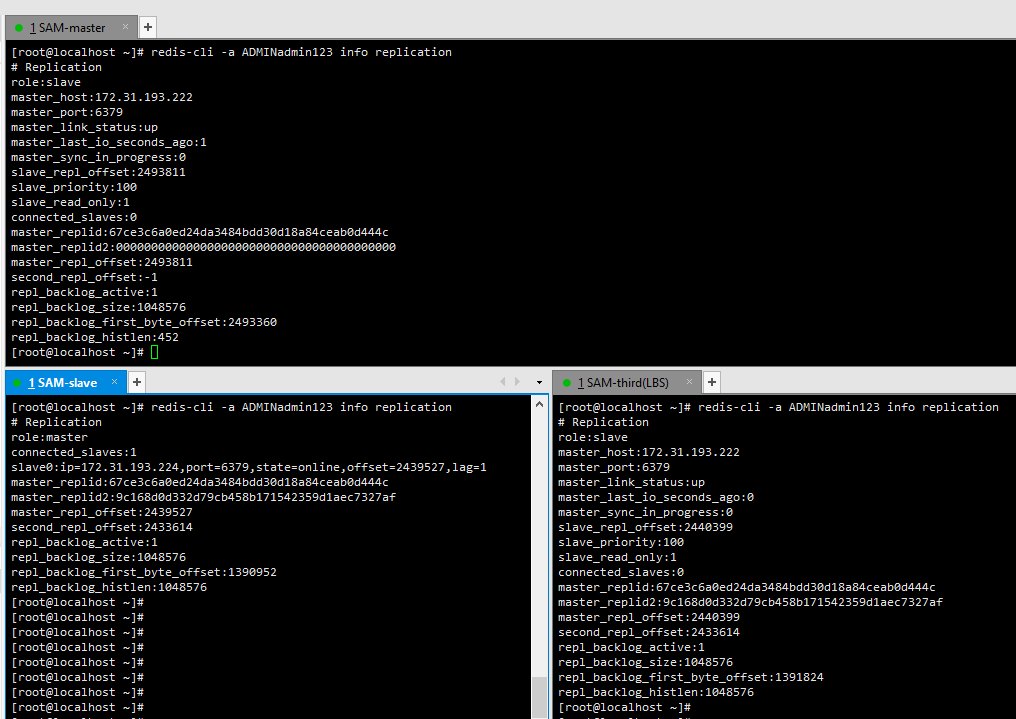 1 SAM-master × +
[root@localhost ~]# redis-cli -a ADMINadmin123 info replication
# Replication
role:slave
master_host:172.31.193.222
master_port:6379
master_link_status:up
master_last_io_seconds_ago:1
master_sync_in_progress:0
slave_repl_offset:2493811
slave_priority:100
slave_read_only:1
connected_slaves:0
master_replid:67ce3c6a0ed24da3484bdd30d18a84ceab0d444c
master_replid2:0000000000000000000000000000000000000000
master_repl_offset:2493811
second_repl_offset:-1
repl_backlog_active:1
repl_backlog_size:1048576
repl_backlog_first_byte_offset:2493360
repl_backlog_histlen:452
[root@localhost ~]#
1 SAM-slave × +
[root@localhost ~]# redis-cli -a ADMINadmin123 info replication
# Replication
role:master
connected_slaves:1
slave0:ip=172.31.193.224,port=6379,state=online,offset=2439527,lag=1
master_replid:67ce3c6a0ed24da3484bdd30d18a84ceab0d444c
master_replid2:9c168d0d332d79cb458b171542359d1aec7327af
master_repl_offset:2439527
second_repl_offset:2433614
repl_backlog_active:1
repl_backlog_size:1048576
repl_backlog_first_byte_offset:1390952
repl_backlog_histlen:1048576
[root@localhost ~]#
[root@localhost ~]#
[root@localhost ~]#
[root@localhost ~]#
[root@localhost ~]#
[root@localhost ~]#
[root@localhost ~]#
[root@localhost ~]#
1 SAM-third(LBS) × +
[root@localhost ~]# redis-cli -a ADMINadmin123 info replication
# Replication
role:slave
master_host:172.31.193.222
master_port:6379
master_link_status:up
master_last_io_seconds_ago:0
master_sync_in_progress:0
slave_repl_offset:2440399
slave_priority:100
slave_read_only:1
connected_slaves:0
master_replid:67ce3c6a0ed24da3484bdd30d18a84ceab0d444c
master_replid2:9c168d0d332d79cb458b171542359d1aec7327af
master_repl_offset:2440399
second_repl_offset:2433614
repl_backlog_active:1
repl_backlog_size:1048576
repl_backlog_first_byte_offset:1391824
repl_backlog_histlen:1048576
[root@localhost ~]#